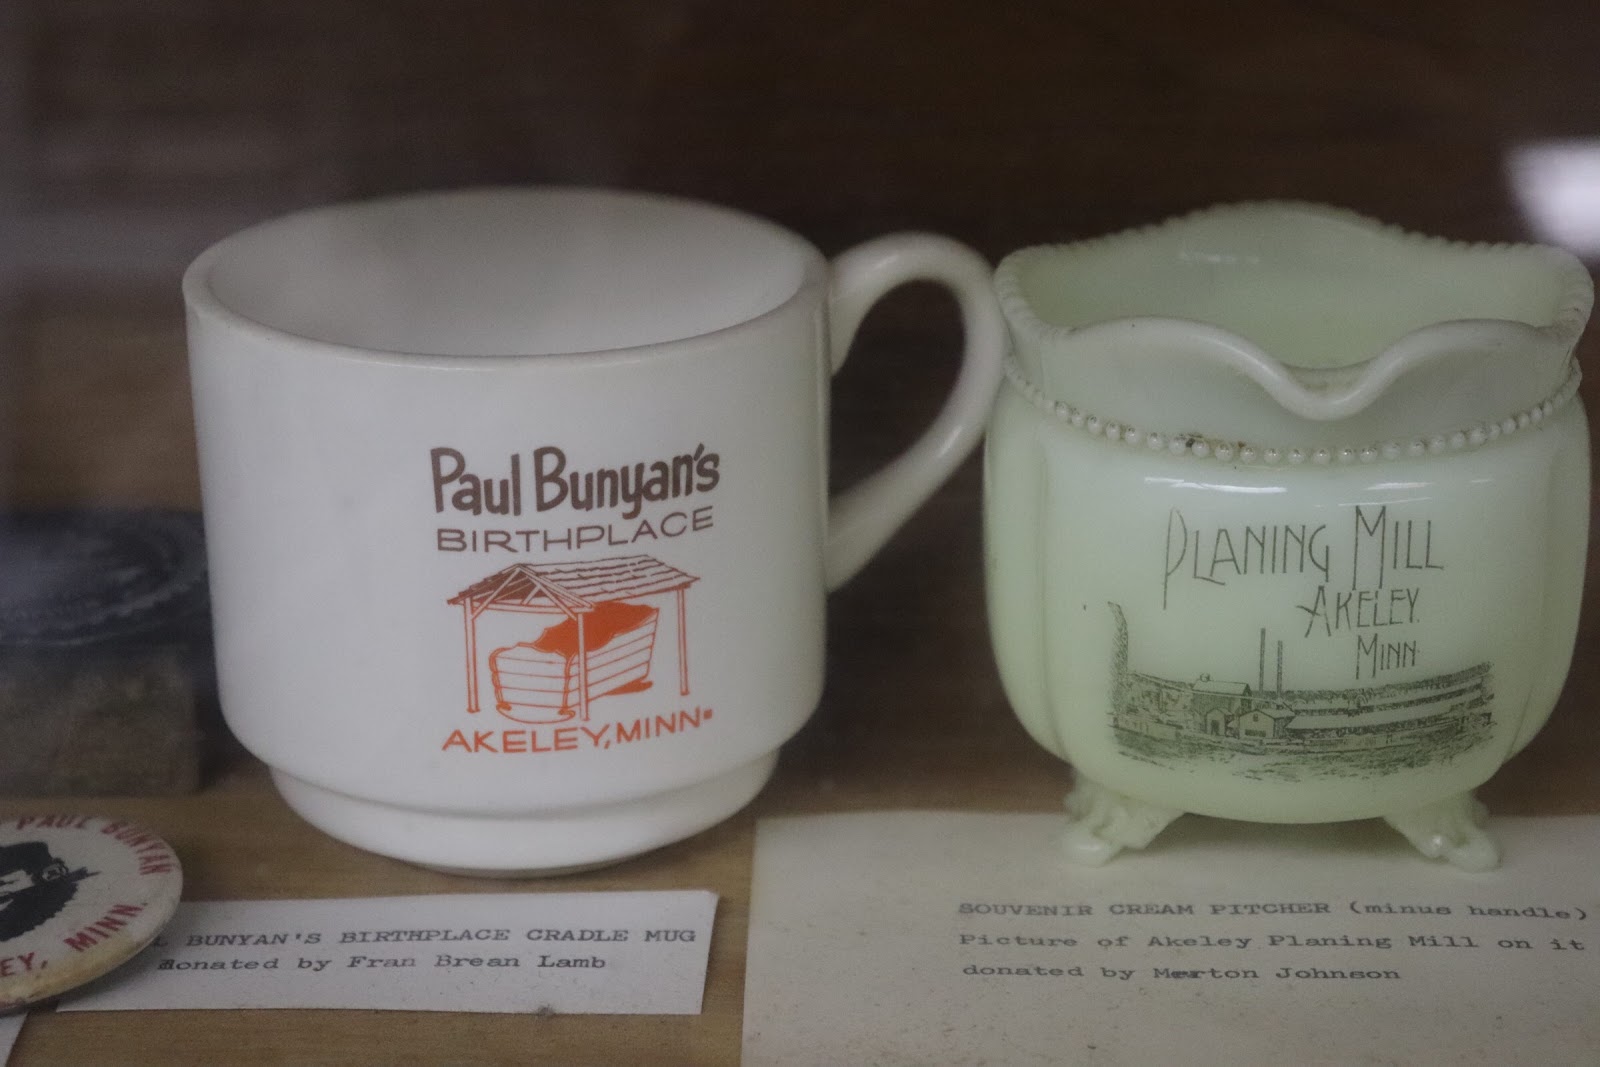 Paul Bunyan's
BIRTHPLACE
AKELEY, MINN.
PLANING MILL
AKELEY.
MINN.
PAUL BUNYAN
EY, MINN.
L BUNYAN'S BIRTHPLACE CRADLE MUG
donated by Fran Brean Lamb
SOUVENIR CREAM PITCHER (minus handle)
Picture of Akeley Planing Mill on it
donated by Merton Johnson